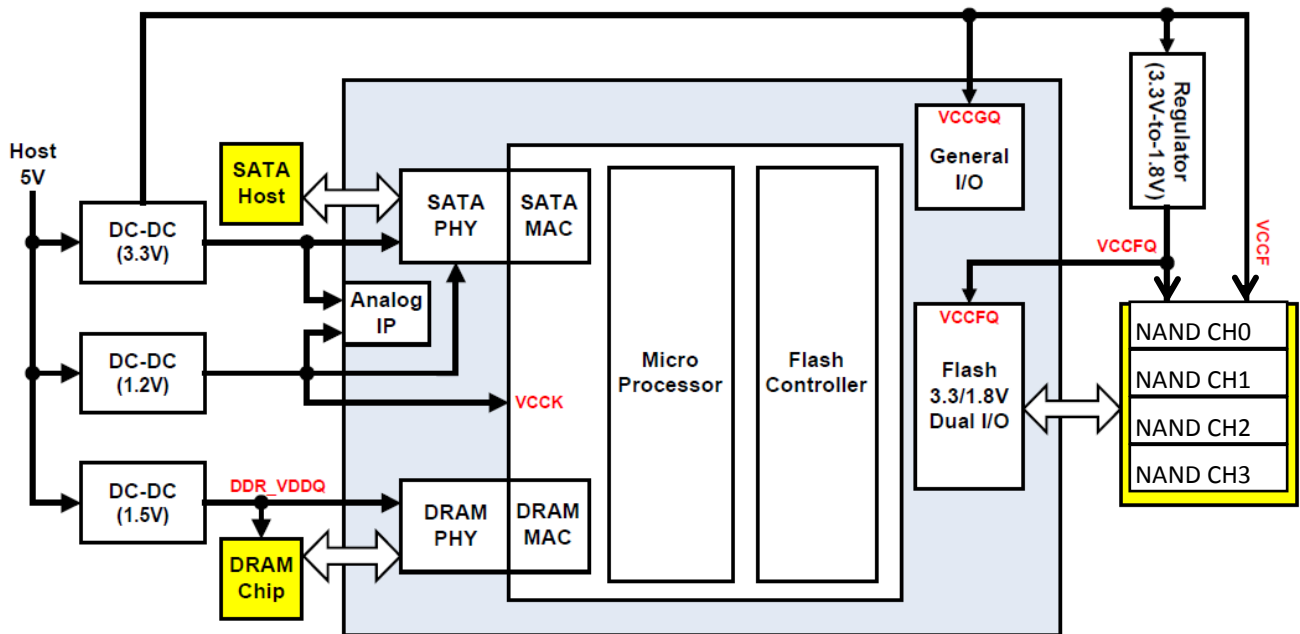 Host
5V
DC-DC
(3.3V)
DC-DC
(1.2V)
DC-DC
(1.5V)
SATA
Host
DDR_VDDQ
DRAM
Chip
SATA
PHY
SATA
MAC
Analog
IP
VCCK
DRAM
PHY
DRAM
MAC
Micro
Processor
Flash
Controller
VCCGQ
General
I/O
VCCFQ
Flash
3.3/1.8V
Dual I/O
Regulator
(3.3V-to-1.8V)
VCCFQ
VCCF
NAND CH0
NAND CH1
NAND CH2
NAND CH3